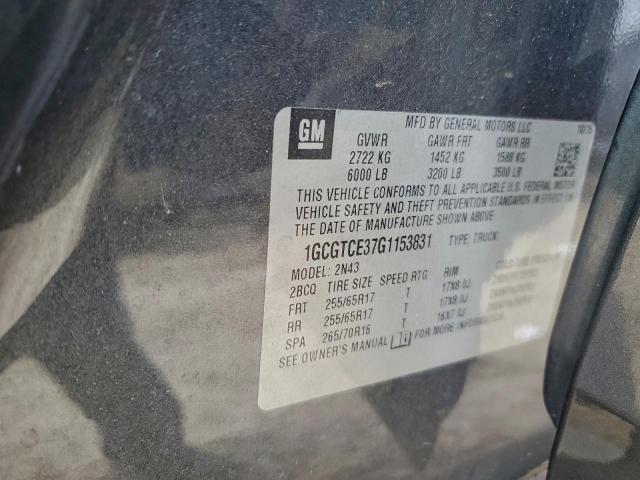 GM
MFD BY GENERAL MOTORS LLC 10/15
GVWR GAWR FRT GAWR RR
2722 KG 1452 KG 1588 KG
6000 LB 3200 LB 3500 LB
THIS VEHICLE CONFORMS TO ALL APPLICABLE U.S. FEDERAL MOTOR
VEHICLE SAFETY AND THEFT PREVENTION STANDARDS
THE DATE OF MANUFACTURE SHOWN ABOVE.
1GCGTCE37G1153831 TYPE: TRUCK
MODEL: 2N43
2BCQ TIRE SIZE SPEED RTG RIM
FRT 255/65R17 T 17X8.0J
RR 255/65R17 T 17X8.0J
SPA 265/70R16 T 16X7.0J
SEE OWNER'S MANUAL FOR MORE INFORMATION